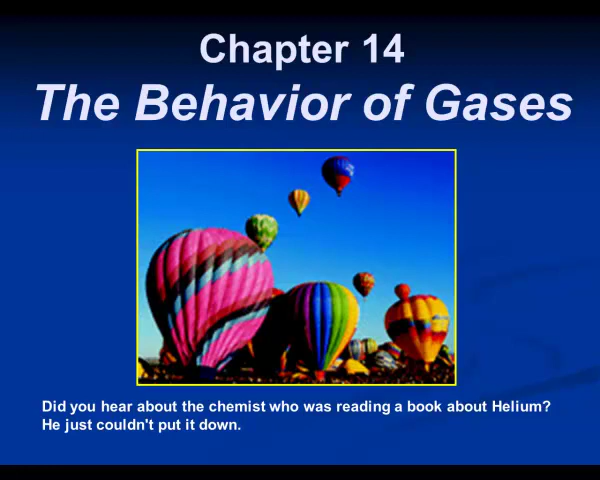 Chapter 14
The Behavior of Gases
Did you hear about the chemist who was reading a book about Helium?
He just couldn't put it down.